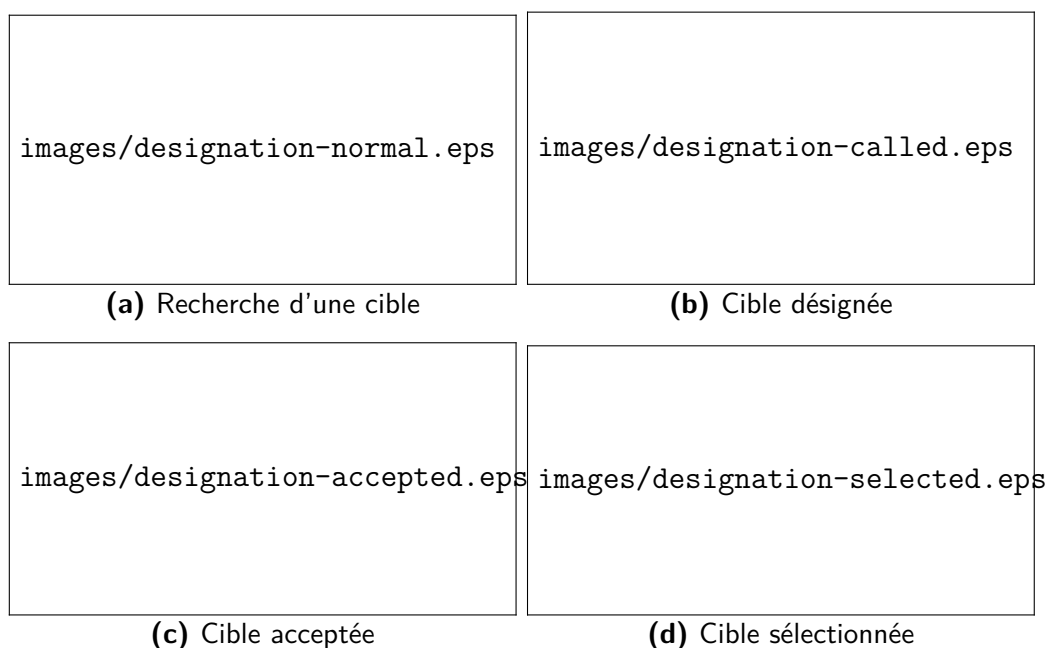 images/designation-normal.eps
images/designation-called.eps
(a) Recherche d'une cible
(b) Cible désignée
images/designation-accepted.eps
images/designation-selected.eps
(c) Cible acceptée
(d) Cible sélectionnée